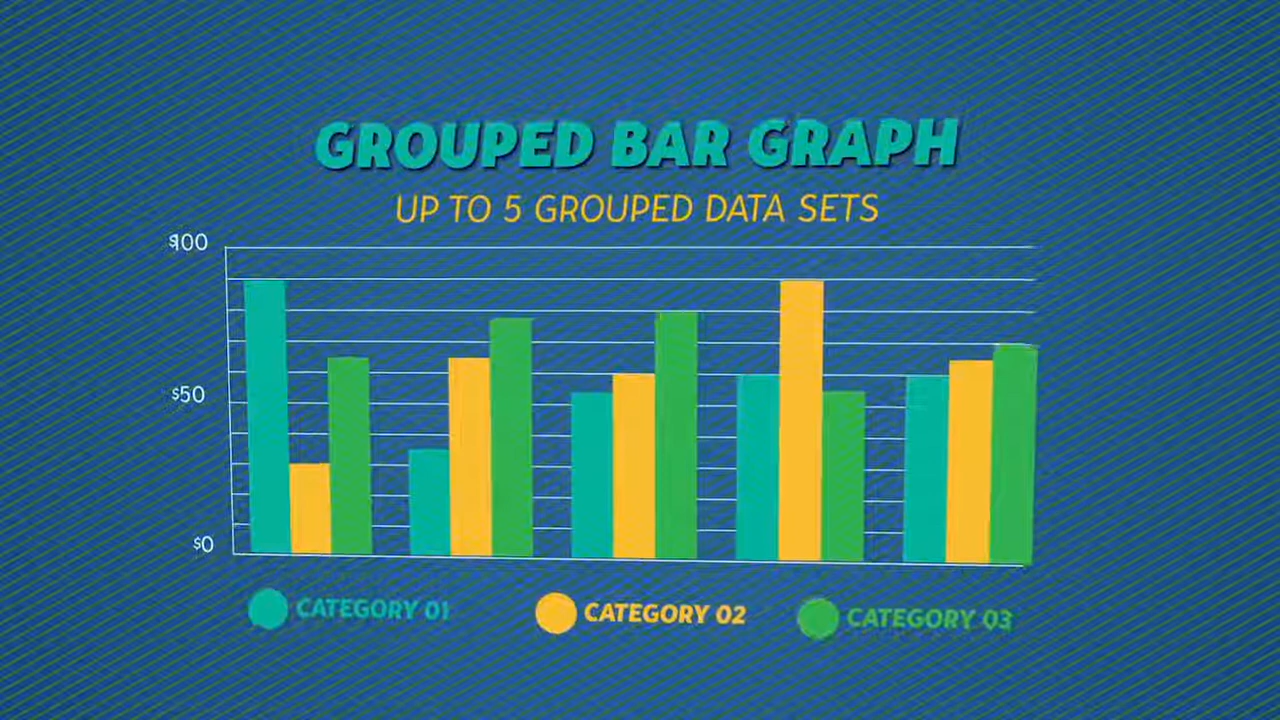 GROUPED BAR GRAPH
UP TO 5 GROUPED DATA SETS
$100
$50
$0
CATEGORY 01 CATEGORY 02 CATEGORY 03